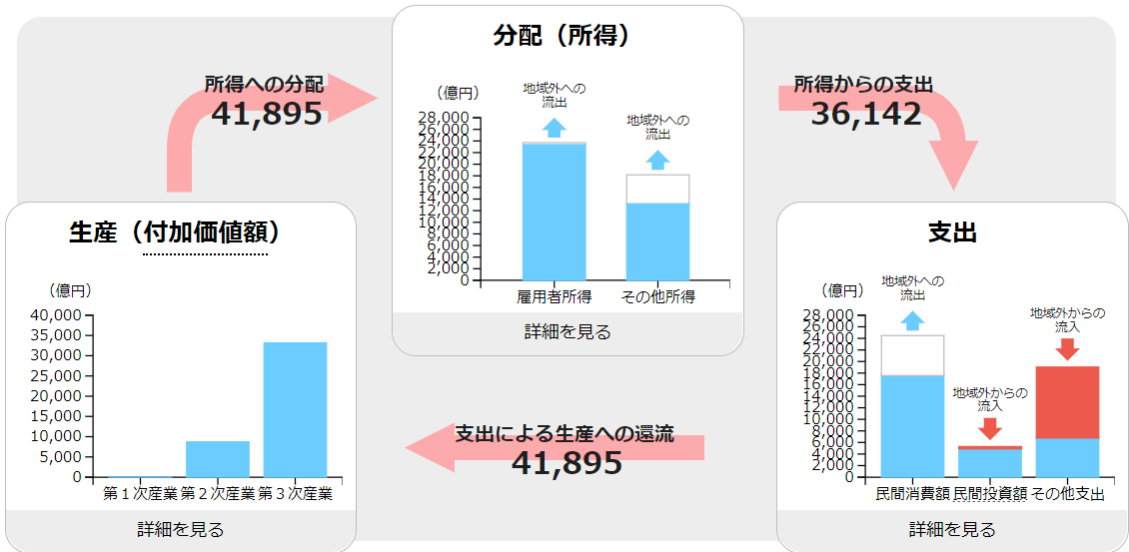 分配（所得）
所得への分配
41,895
所得からの支出
36,142
（億円）
地域外への
流出
地域外への
流出
28,000
26,000
24,000
22,000
20,000
18,000
16,000
14,000
12,000
10,000
8,000
6,000
4,000
2,000
0
雇用者所得
その他所得
詳細を見る
生産（付加価値額）
（億円）
40,000
35,000
30,000
25,000
20,000
15,000
10,000
5,000
0
第１次産業
第２次産業
第３次産業
詳細を見る
支出
（億円）
地域外への
流出
地域外からの
流入
地域外からの
流入
28,000
26,000
24,000
22,000
20,000
18,000
16,000
14,000
12,000
10,000
8,000
6,000
4,000
2,000
0
民間消費額
民間投資額
その他支出
詳細を見る
支出による生産への還流
41,895